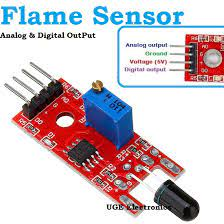 Flame Sensor
Analog & Digital OutPut
Analog output
Ground
Voltage (5V)
Digital output
UGE Electronics